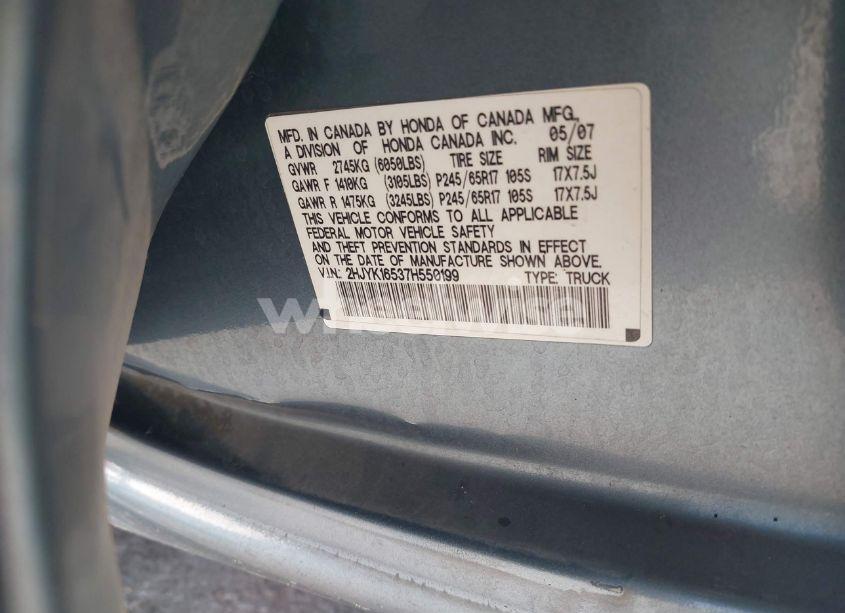 MFD. IN CANADA BY HONDA OF CANADA MFG.,
A DIVISION OF HONDA CANADA INC. 05/07
GVWR 2745KG (6050LBS) TIRE SIZE RIM SIZE
GAWR F 1410KG (3105LBS) P245/65R17 105S 17X7.5J
GAWR R 1475KG (3245LBS) P245/65R17 105S 17X7.5J
THIS VEHICLE CONFORMS TO ALL APPLICABLE
FEDERAL MOTOR VEHICLE SAFETY
AND THEFT PREVENTION STANDARDS IN EFFECT
ON THE DATE OF MANUFACTURE SHOWN ABOVE.
V.I.N: 2HJYK16537H550199 TYPE: TRUCK
wheelwise